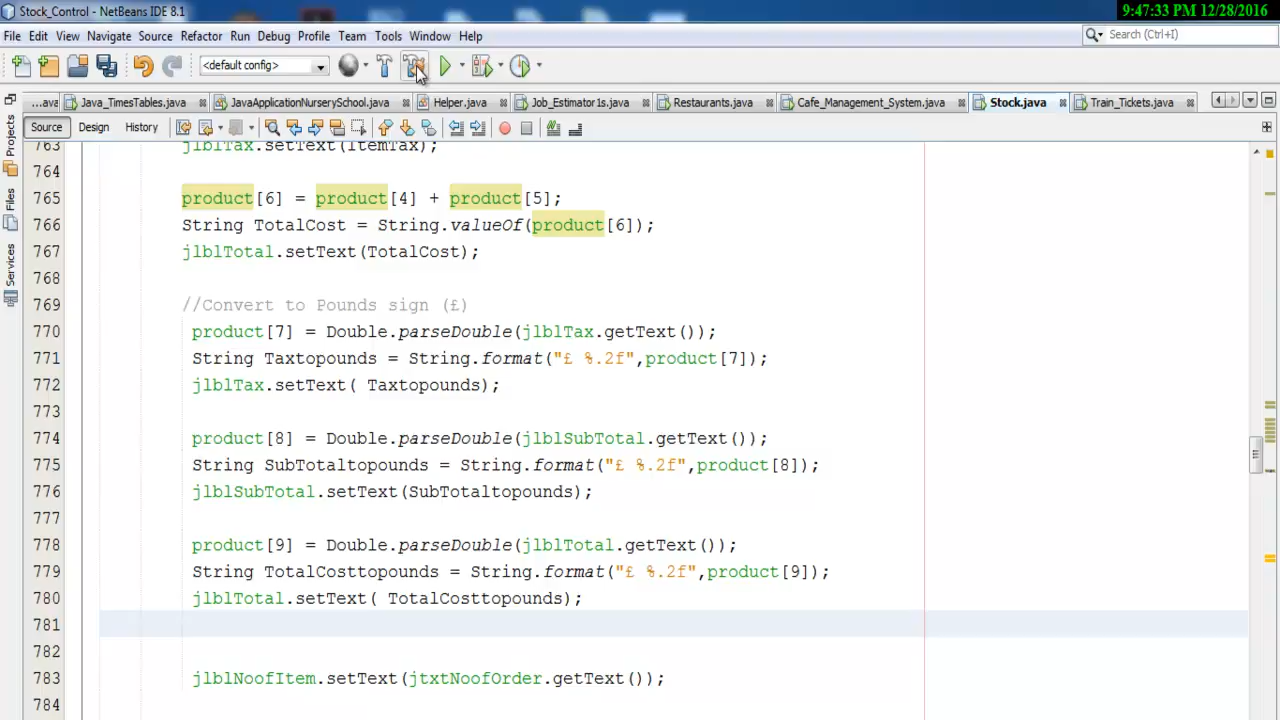 Stock_Control - NetBeans IDE 8.1
9:47:33 PM 12/28/2016
File Edit View Navigate Source Refactor Run Debug Profile Team Tools Window Help
Search (Ctrl+I)
<default config>
...ava Java_TimesTables.java JavaApplicationNurserySchool.java Helper.java Job_Estimator1s.java Restaurants.java Cafe_Management_System.java Stock.java Train_Tickets.java
Source Design History
Projects
Files
Services
763 jlblTax.setText(ItemTax);
764
765 product[6] = product[4] + product[5];
766 String TotalCost = String.valueOf(product[6]);
767 jlblTotal.setText(TotalCost);
768
769 //Convert to Pounds sign (£)
770 product[7] = Double.parseDouble(jlblTax.getText());
771 String Taxtopounds = String.format("£ %.2f",product[7]);
772 jlblTax.setText( Taxtopounds);
773
774 product[8] = Double.parseDouble(jlblSubTotal.getText());
775 String SubTotaltopounds = String.format("£ %.2f",product[8]);
776 jlblSubTotal.setText(SubTotaltopounds);
777
778 product[9] = Double.parseDouble(jlblTotal.getText());
779 String TotalCosttopounds = String.format("£ %.2f",product[9]);
780 jlblTotal.setText( TotalCosttopounds);
781
782
783 jlblNoofItem.setText(jtxtNoofOrder.getText());
784